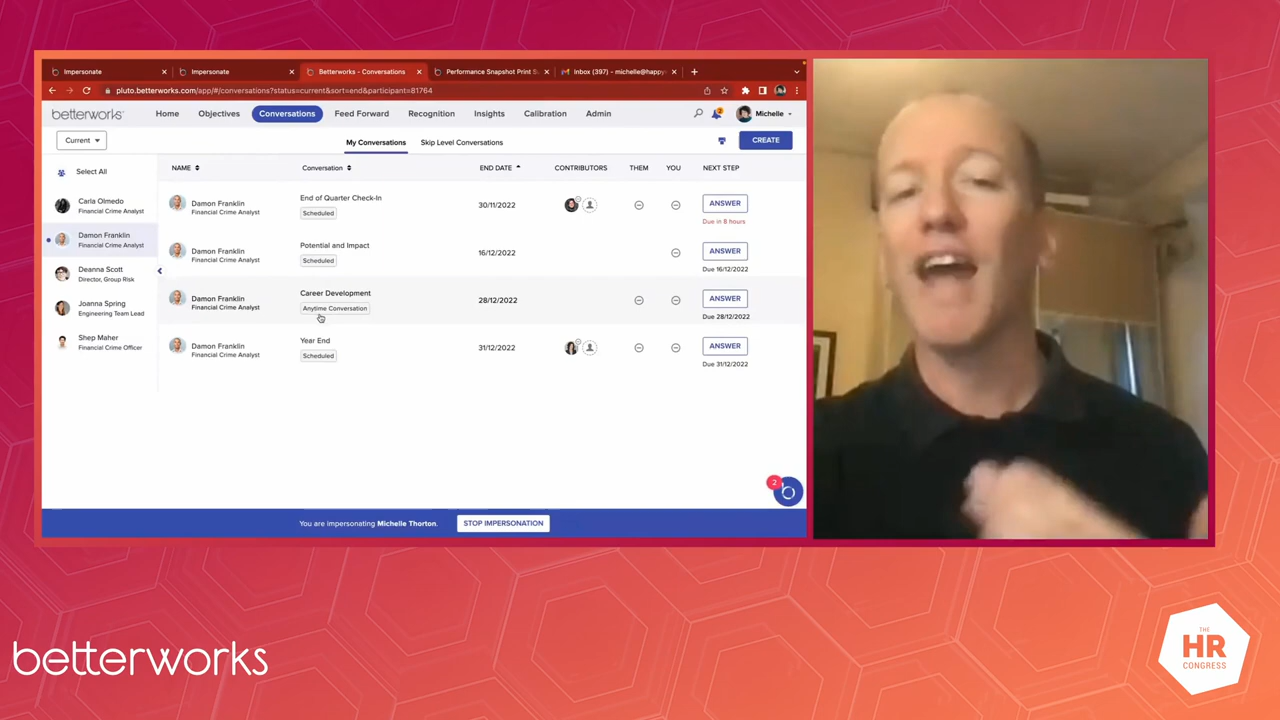 Impersonate
Impersonate
Betterworks - Conversations
Performance Snapshot Print S
Inbox (397) - michelle@happy
pluto.betterworks.com/app/#/conversations?status=current&sort=end&participant=81764
betterworks
Home
Objectives
Conversations
Feed Forward
Recognition
Insights
Calibration
Admin
2
Michelle
Current
My Conversations
Skip Level Conversations
CREATE
Select All
Carla Olmedo
Financial Crime Analyst
Damon Franklin
Financial Crime Analyst
Deanna Scott
Director, Group Risk
Joanna Spring
Engineering Team Lead
Shep Maher
Financial Crime Officer
NAME
Conversation
END DATE
CONTRIBUTORS
THEM
YOU
NEXT STEP
Damon Franklin
Financial Crime Analyst
End of Quarter Check-In
Scheduled
30/11/2022
ANSWER
Due in 8 hours
Damon Franklin
Financial Crime Analyst
Potential and Impact
Scheduled
16/12/2022
ANSWER
Due 16/12/2022
Damon Franklin
Financial Crime Analyst
Career Development
Anytime Conversation
28/12/2022
ANSWER
Due 28/12/2022
Damon Franklin
Financial Crime Analyst
Year End
Scheduled
31/12/2022
ANSWER
Due 31/12/2022
2
You are impersonating Michelle Thorton.
STOP IMPERSONATION
betterworks
THE
HR
CONGRESS